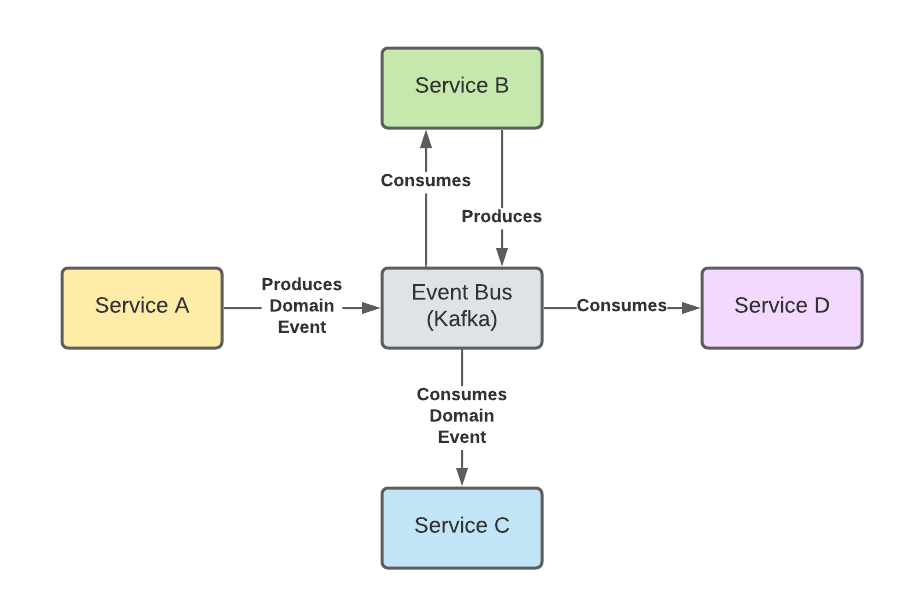 Service B
Consumes
Produces
Service A
Produces
Domain
Event
Event Bus
(Kafka)
Consumes
Service D
Consumes
Domain
Event
Service C